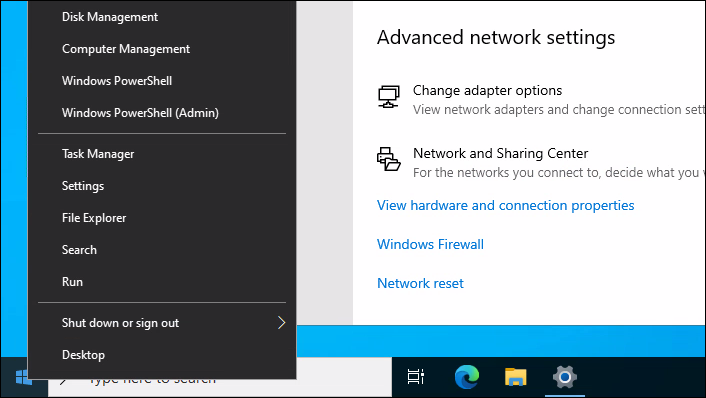 Disk Management
Computer Management
Windows PowerShell
Windows PowerShell (Admin)
Task Manager
Settings
File Explorer
Search
Run
Shut down or sign out
Desktop
Type here to search
Advanced network settings
Change adapter options
View network adapters and change connection sett
Network and Sharing Center
For the networks you connect to, decide what you
View hardware and connection properties
Windows Firewall
Network reset